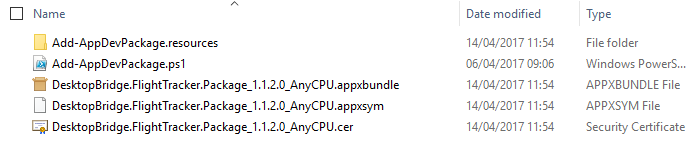 Name Date modified Type
Add-AppDevPackage.resources 14/04/2017 11:54 File folder
Add-AppDevPackage.ps1 06/04/2017 09:06 Windows PowerS...
DesktopBridge.FlightTracker.Package_1.1.2.0_AnyCPU.appxbundle 14/04/2017 11:54 APPXBUNDLE File
DesktopBridge.FlightTracker.Package_1.1.2.0_AnyCPU.appxsym 14/04/2017 11:54 APPXSYM File
DesktopBridge.FlightTracker.Package_1.1.2.0_AnyCPU.cer 14/04/2017 11:54 Security Certificate